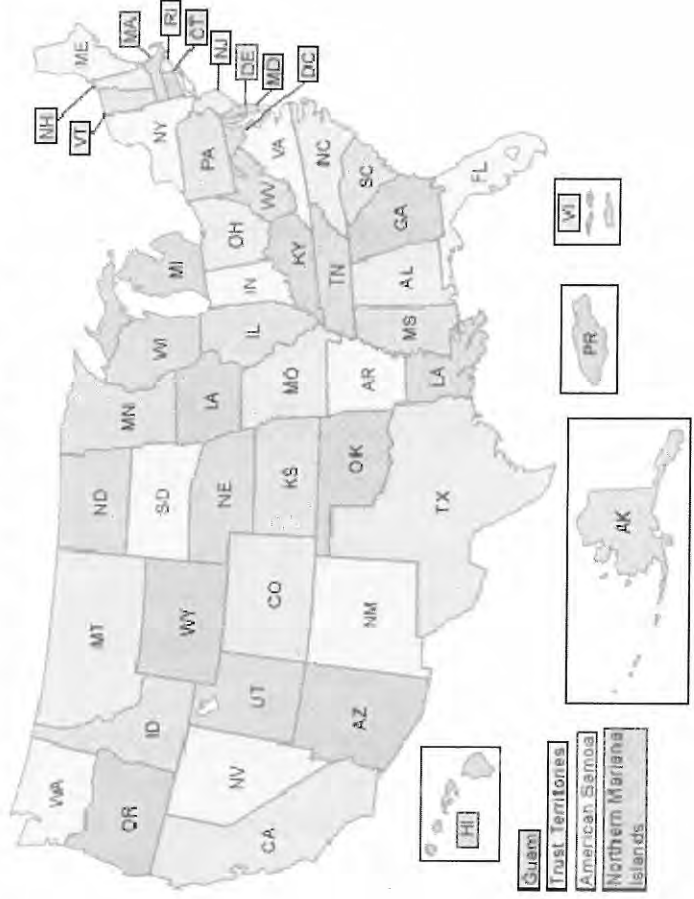 WA
OR
CA
NV
ID
MT
WY
UT
AZ
CO
NM
ND
SD
NE
KS
OK
TX
MN
LA
MO
AR
LA
WI
IL
MI
IN
OH
KY
TN
MS
AL
GA
FL
SC
NC
VA
WV
PA
NY
VT
NH
ME
MA
RI
CT
NJ
DE
MD
DC
HI
AK
PR
VI
Guam
Trust Territories
American Samoa
Northern Mariana
Islands